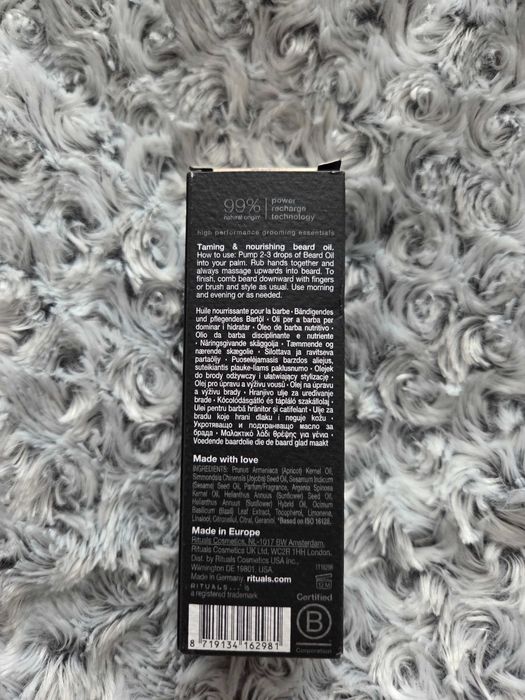 99% natural origin* | power recharge technology
high performance grooming essentials
Taming & nourishing beard oil.
How to use: Pump 2-3 drops of Beard Oil
into your palm. Rub hands together and
always massage upwards into beard. To
finish, comb beard downward with fingers
or brush and style as usual. Use morning
and evening or as needed.
Huile nourrissante pour la barbe • Bändigendes
und pflegendes Bartöl • Oli per a barba per
dominar i hidratar • Óleo de barba nutritivo •
Olio da barba disciplinante e nutriente •
Näringsgivande skäggolja • Tæmmende og
nærende skægolie • Silottava ja ravitseva
partaöljy • Puoselėjamasis barzdos aliejus,
suteikiantis plauke-liams paklusnumo • Olejek
do brody odżywczy i ułatwiający stylizację •
Olej pro úpravu a výživu vousů • Olej na úpravu
a výživu brady • Hranjivo ulje za uređivanje
brade • Kócolódásgátló és tápláló szakállolaj •
Ulei pentru barbă hrănitor și catifelant • Ulje za
bradu koje hrani dlaku i neguje kožu •
Укротяващо и подхранващо масло за
брада • Μαλακτικό λάδι θρέψης για γένια •
Voedende baardolie die de baard glad maakt
Made with love
INGREDIENTS: Prunus Armeniaca (Apricot) Kernel Oil,
Simmondsia Chinensis (Jojoba) Seed Oil, Sesamum Indicum
(Sesame) Seed Oil, Parfum/Fragrance, Argania Spinosa
Kernel Oil, Helianthus Annuus (Sunflower) Seed Oil,
Helianthus Annuus (Sunflower) Hybrid Oil, Ocimum
Basilicum (Basil) Leaf Extract, Tocopherol, Limonene,
Linalool, Citronellol, Citral, Geraniol. *Based on ISO 16128.
Made in Europe
Rituals Cosmetics, NL-1017 BW Amsterdam.
Rituals Cosmetics UK Ltd, WC2R 1HH London.
Dist. by Rituals Cosmetics USA Inc.,
Wilmington DE 19801, USA.
Made in Germany. rituals.com
RITUALS... is
a registered trademark
1116298
12 M
Certified
B
Corporation
8 719134 162981